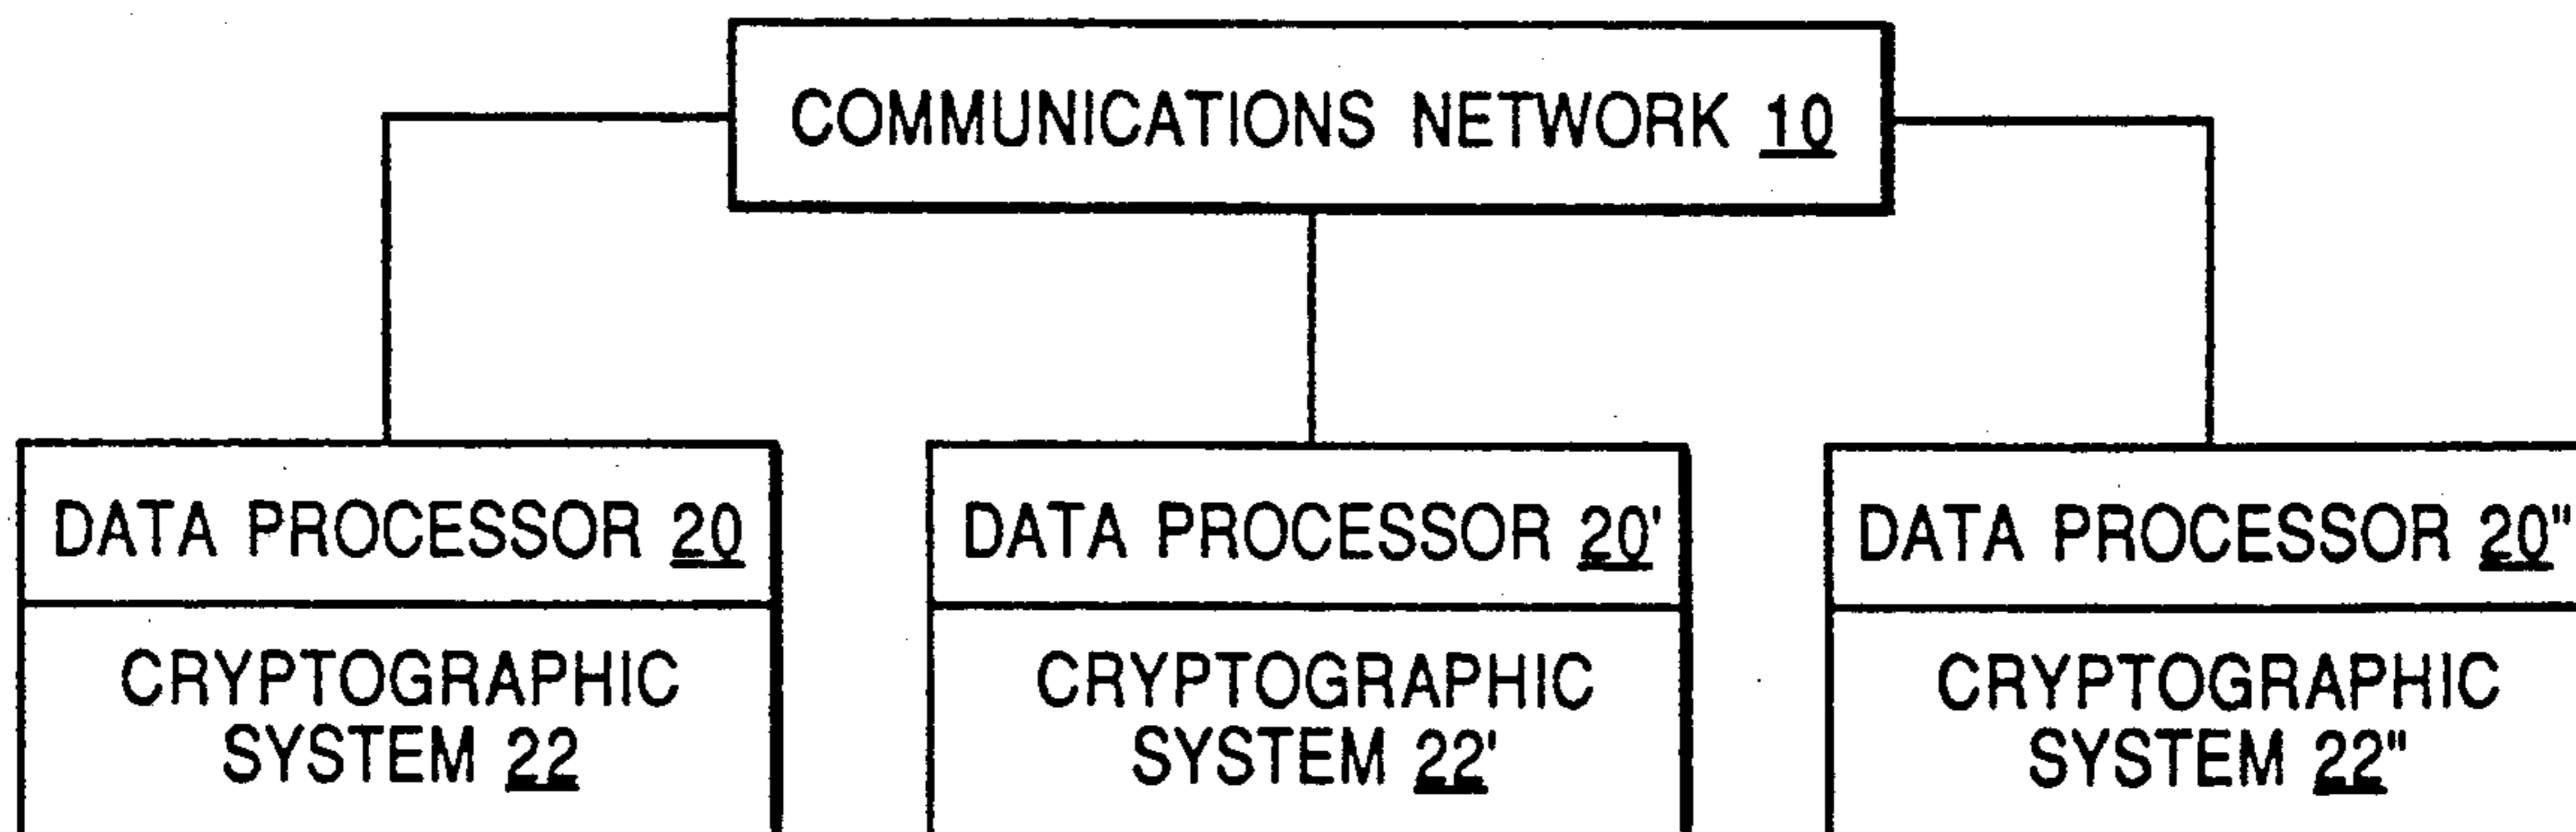 COMMUNICATIONS NETWORK 10
DATA PROCESSOR 20
CRYPTOGRAPHIC
SYSTEM 22
DATA PROCESSOR 20'
CRYPTOGRAPHIC
SYSTEM 22'
DATA PROCESSOR 20"
CRYPTOGRAPHIC
SYSTEM 22"